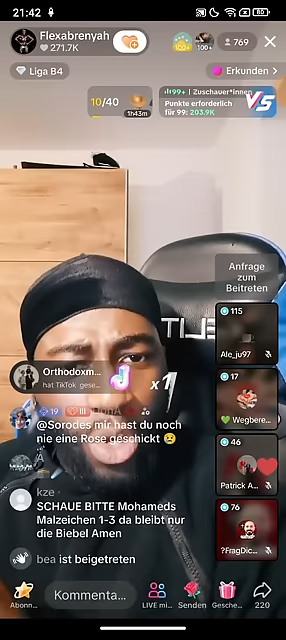 21:42
80
Flexabrenyah
271.7K
100+
100+
769
Liga B4
Erkunden
10/40
1h43m
99+ | Zuschauer*innen
Punkte erforderlich
für 99: 203.9K
VS
Anfrage
zum
Beitreten
115
Ale_ju97
17
Wegbere...
46
Patrick A...
76
?FragDic...
Orthodoxm...
hat TikTok gese...
x1
19
III
@Sorodes mir hast du noch
nie eine Rose geschickt
kze
SCHAUE BITTE Mohameds
Malzeichen 1-3 da bleibt nur
die Biebel Amen
bea ist beigetreten
Abonn...
Kommenta...
LIVE mi...
Senden
Gesche...
220